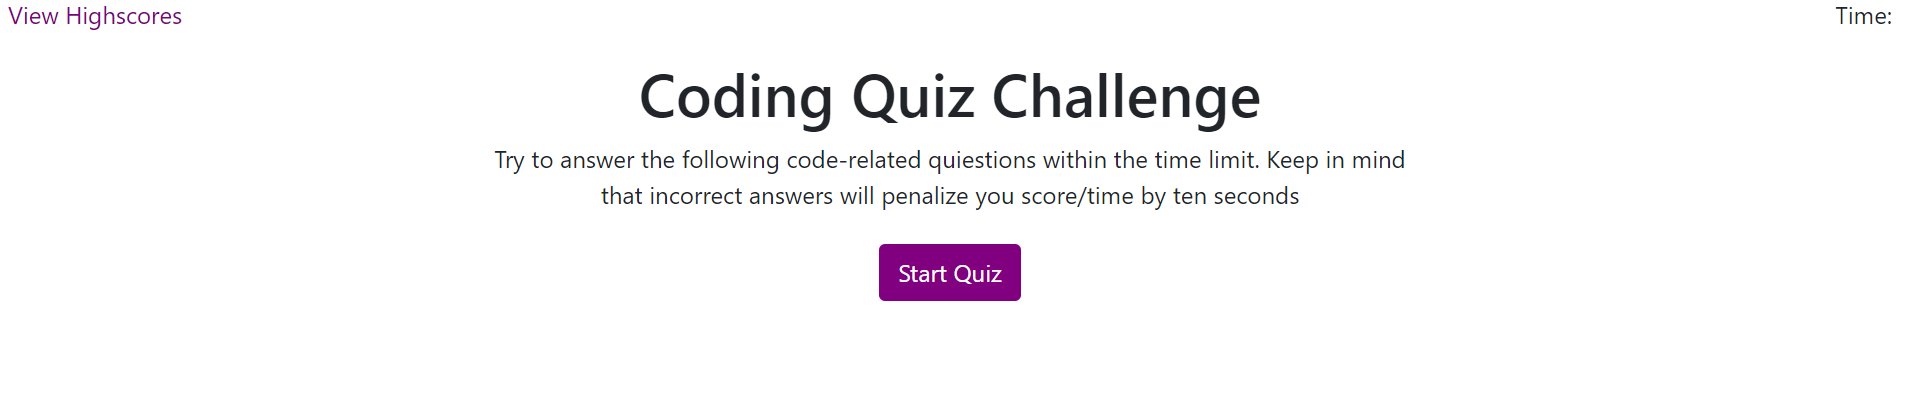 View Highscores
Time:
Coding Quiz Challenge
Try to answer the following code-related quiestions within the time limit. Keep in mind
that incorrect answers will penalize you score/time by ten seconds
Start Quiz